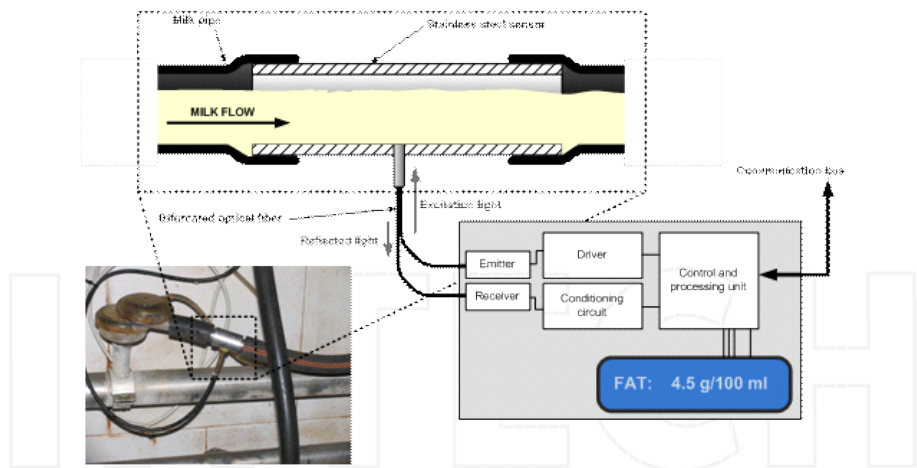 Milk pipe
Stainless steel sensor
MILK FLOW
Communication bus
Excitation light
Bifurcated optical fiber
Reflected light
Emitter
Driver
Control and
processing unit
Receiver
Conditioning
circuit
FAT: 4.5 g/100 ml